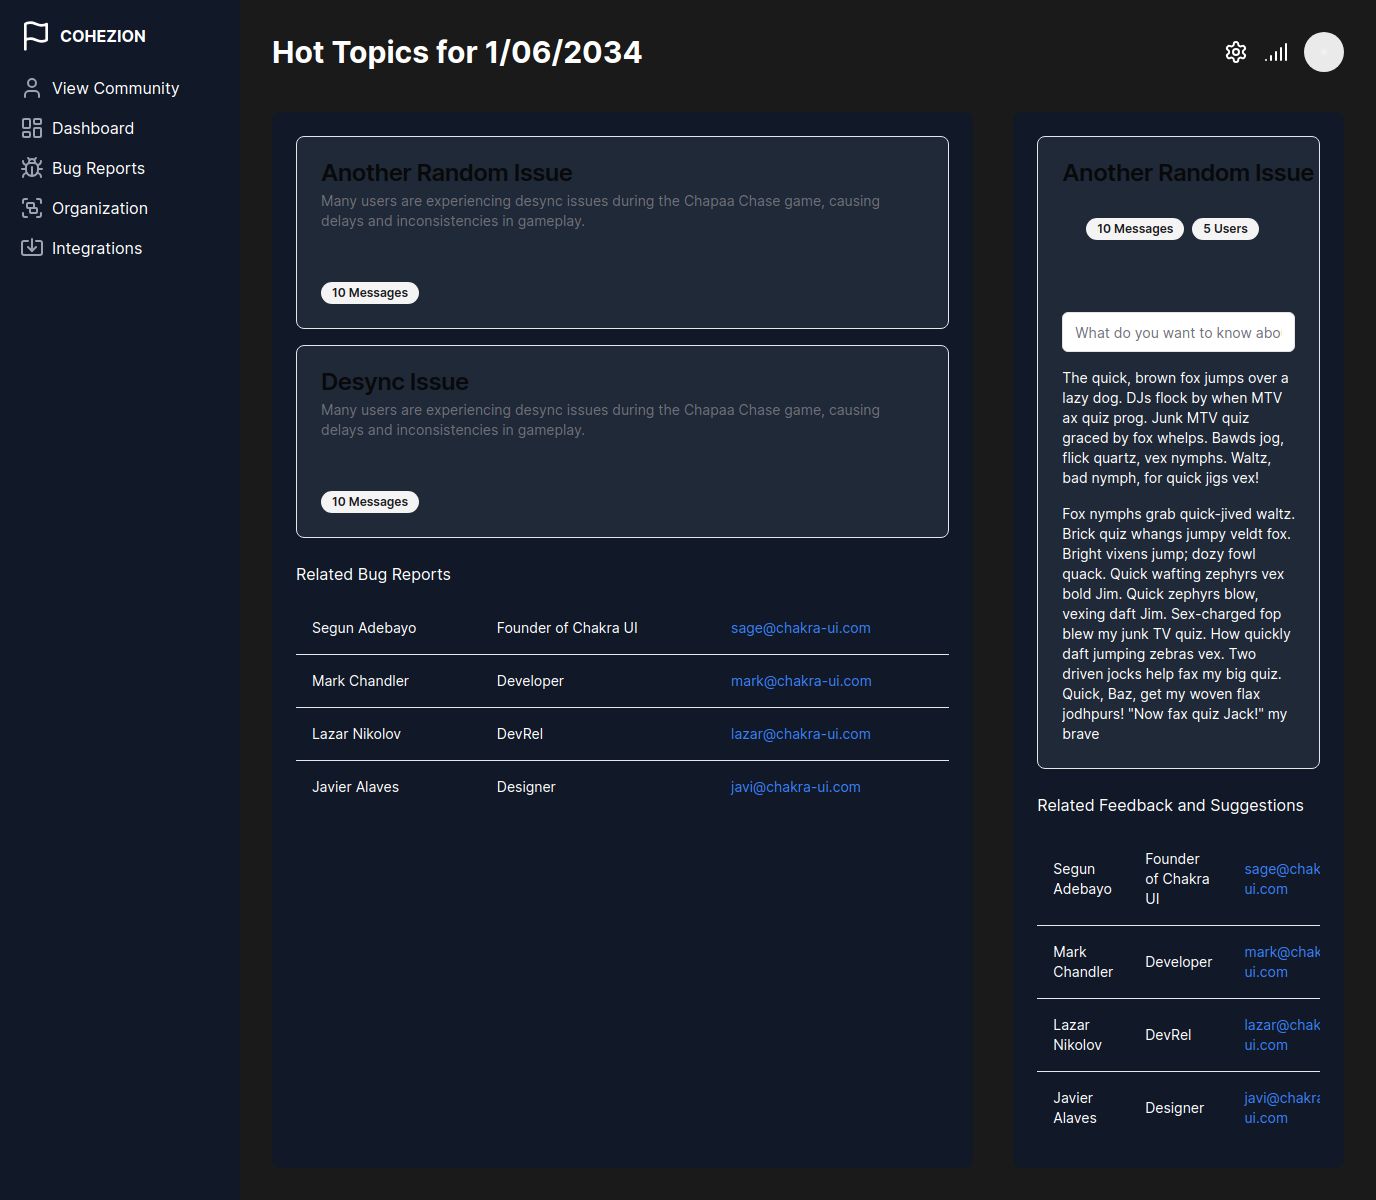 COHEZION
View Community
Dashboard
Bug Reports
Organization
Integrations
Hot Topics for 1/06/2034
Another Random Issue
Many users are experiencing desync issues during the Chapaa Chase game, causing
delays and inconsistencies in gameplay.
10 Messages
Desync Issue
Many users are experiencing desync issues during the Chapaa Chase game, causing
delays and inconsistencies in gameplay.
10 Messages
Related Bug Reports
Segun Adebayo Founder of Chakra UI sage@chakra-ui.com
Mark Chandler Developer mark@chakra-ui.com
Lazar Nikolov DevRel lazar@chakra-ui.com
Javier Alaves Designer javi@chakra-ui.com
Another Random Issue
10 Messages 5 Users
What do you want to know abo
The quick, brown fox jumps over a
lazy dog. DJs flock by when MTV
ax quiz prog. Junk MTV quiz
graced by fox whelps. Bawds jog,
flick quartz, vex nymphs. Waltz,
bad nymph, for quick jigs vex!
Fox nymphs grab quick-jived waltz.
Brick quiz whangs jumpy veldt fox.
Bright vixens jump; dozy fowl
quack. Quick wafting zephyrs vex
bold Jim. Quick zephyrs blow,
vexing daft Jim. Sex-charged fop
blew my junk TV quiz. How quickly
daft jumping zebras vex. Two
driven jocks help fax my big quiz.
Quick, Baz, get my woven flax
jodhpurs! "Now fax quiz Jack!" my
brave
Related Feedback and Suggestions
Segun
Adebayo
Founder
of Chakra
UI
sage@chak
ui.com
Mark
Chandler
Developer
mark@chak
ui.com
Lazar
Nikolov
DevRel
lazar@chak
ui.com
Javier
Alaves
Designer
javi@chakra
ui.com